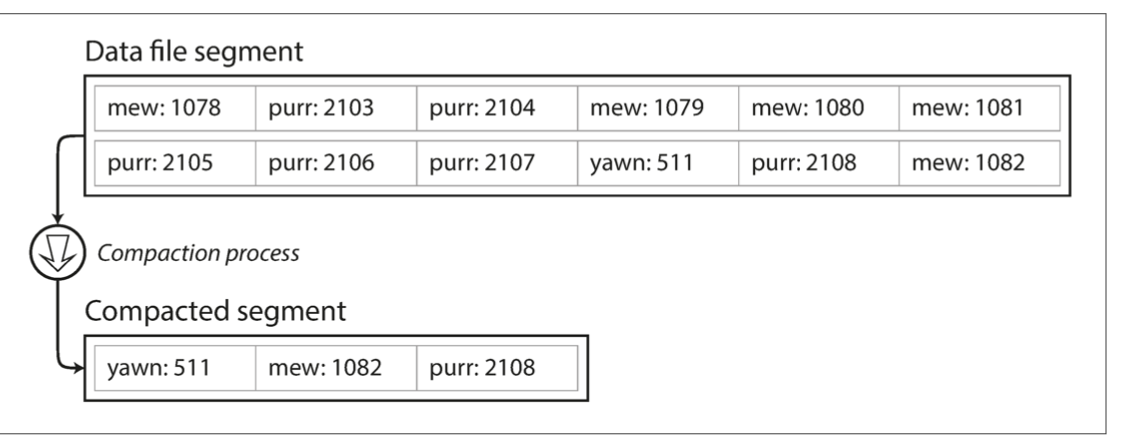 Data file segment
mew: 1078 purr: 2103 purr: 2104 mew: 1079 mew: 1080 mew: 1081
purr: 2105 purr: 2106 purr: 2107 yawn: 511 purr: 2108 mew: 1082
Compaction process
Compacted segment
yawn: 511 mew: 1082 purr: 2108